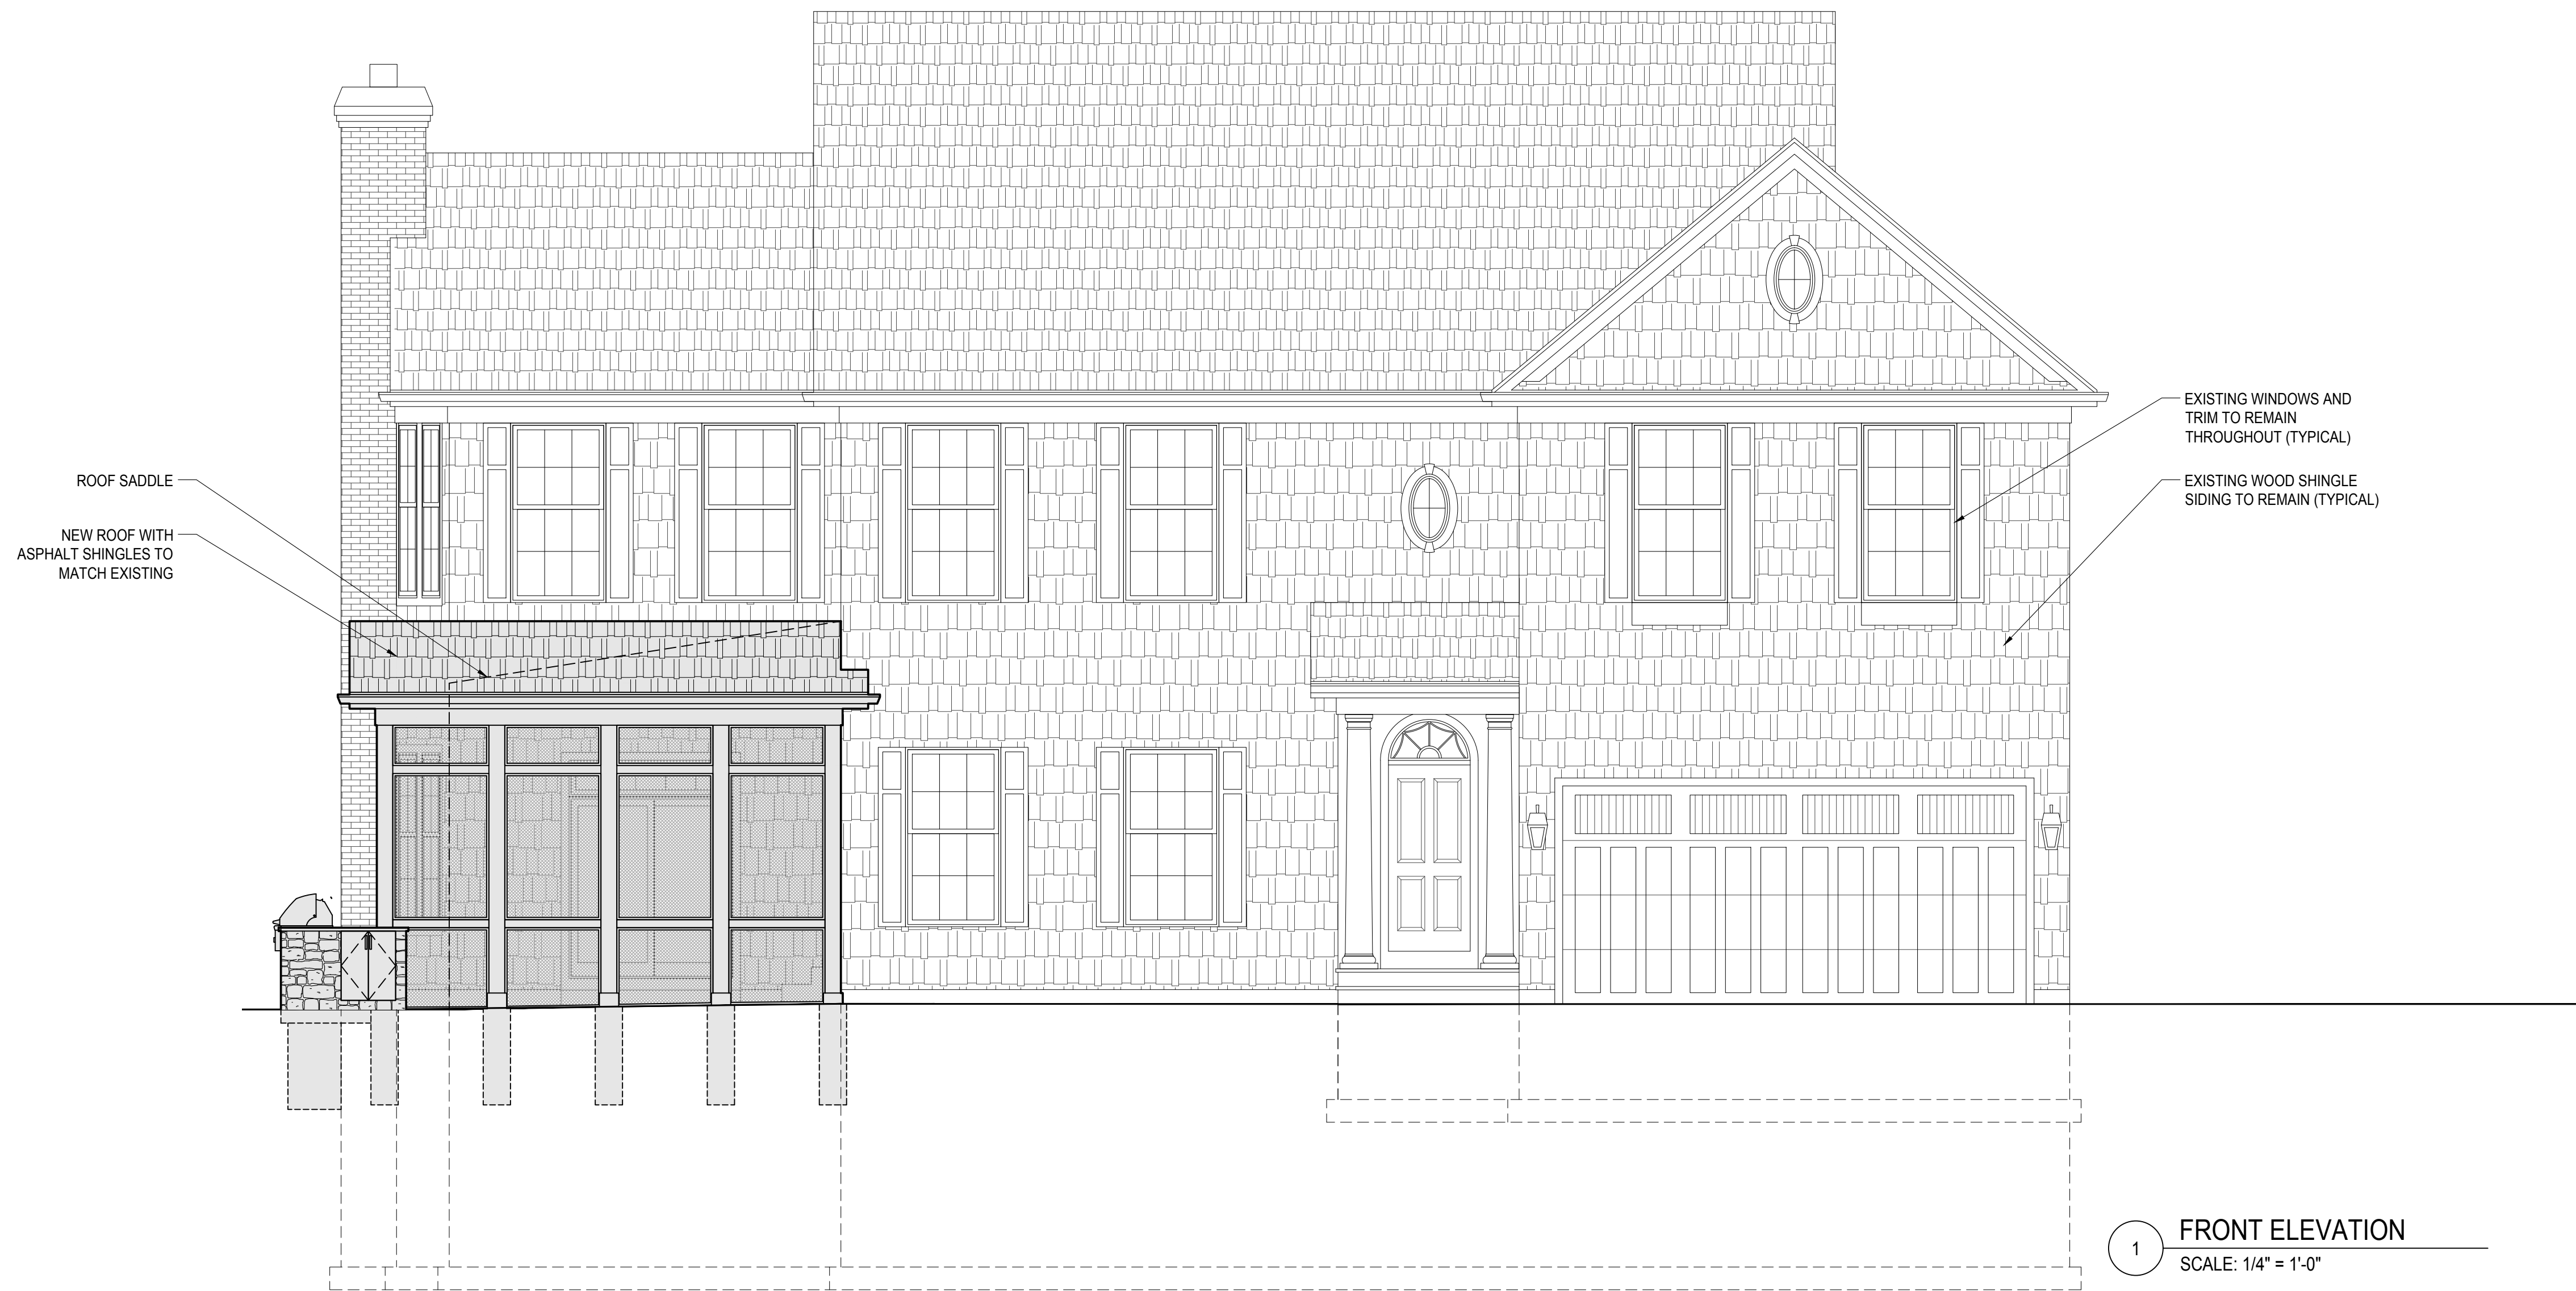 ROOF SADDLE
NEW ROOF WITH
ASPHALT SHINGLES TO
MATCH EXISTING
EXISTING WINDOWS AND
TRIM TO REMAIN
THROUGHOUT (TYPICAL)
EXISTING WOOD SHINGLE
SIDING TO REMAIN (TYPICAL)
1
FRONT ELEVATION
SCALE: 1/4" = 1'-0"